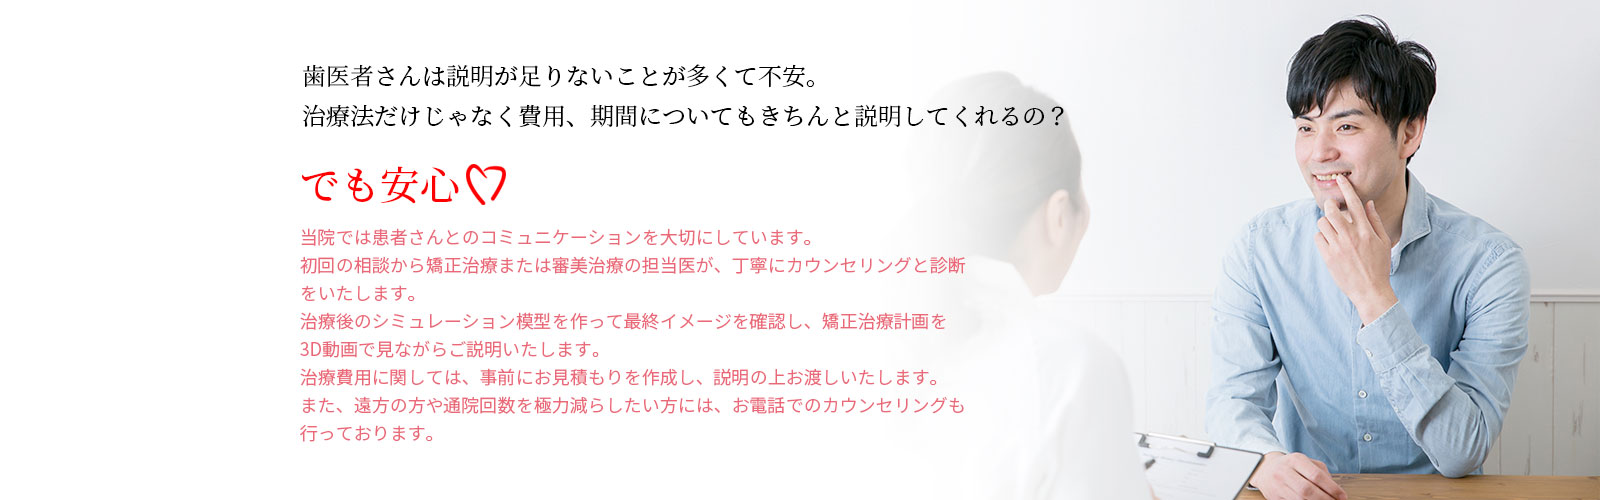 歯医者さんは説明が足りないことが多くて不安。
治療法だけじゃなく費用、期間についてもきちんと説明してくれるの？
でも安心♡
当院では患者さんとのコミュニケーションを大切にしています。
初回の相談から矯正治療または審美治療の担当医が、丁寧にカウンセリングと診断
をいたします。
治療後のシミュレーション模型を作って最終イメージを確認し、矯正治療計画を
3D動画で見ながらご説明いたします。
治療費用に関しては、事前にお見積もりを作成し、説明の上お渡しいたします。
また、遠方の方や通院回数を極力減らしたい方には、お電話でのカウンセリングも
行っております。